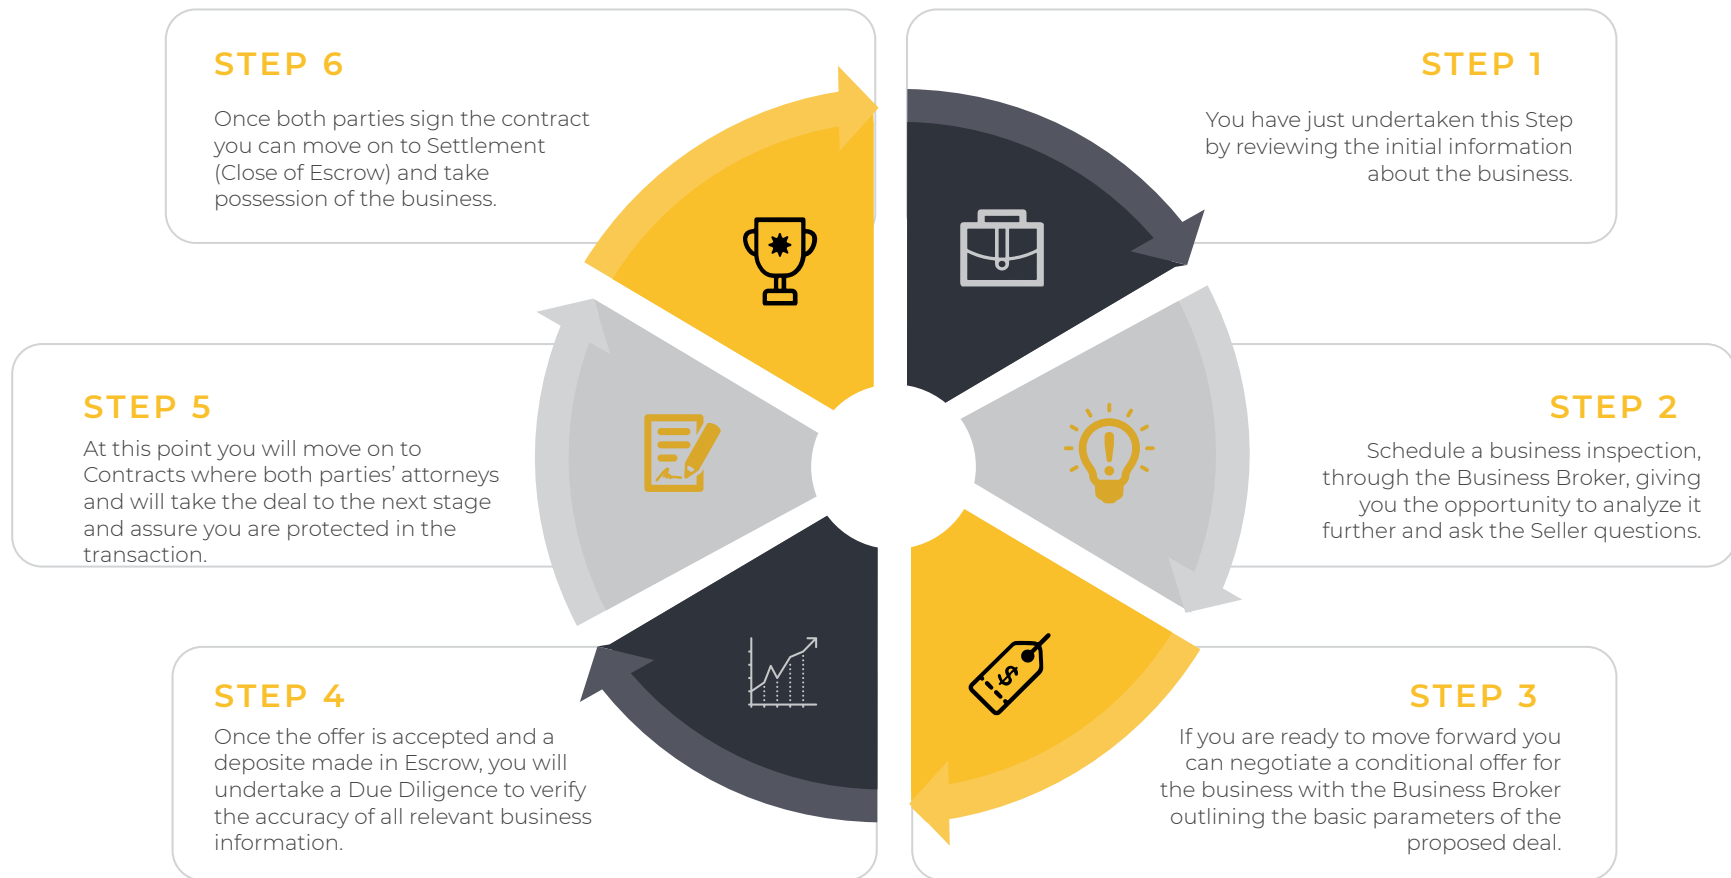 STEP 1
You have just undertaken this Step
by reviewing the initial information
about the business.
STEP 2
Schedule a business inspection,
through the Business Broker, giving
you the opportunity to analyze it
further and ask the Seller questions.
STEP 3
If you are ready to move forward you
can negotiate a conditional offer for
the business with the Business Broker
outlining the basic parameters of the
proposed deal.
STEP 4
Once the offer is accepted and a
deposite made in Escrow, you will
undertake a Due Diligence to verify
the accuracy of all relevant business
information.
STEP 5
At this point you will move on to
Contracts where both parties’ attorneys
and will take the deal to the next stage
and assure you are protected in the
transaction.
STEP 6
Once both parties sign the contract
you can move on to Settlement
(Close of Escrow) and take
possession of the business.